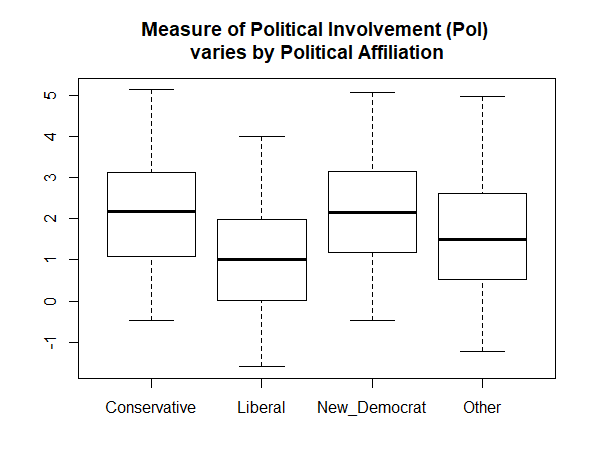 Measure of Political Involvement (PoI)
varies by Political Affiliation
5
4
3
2
1
0
-1
Conservative Liberal New_Democrat Other